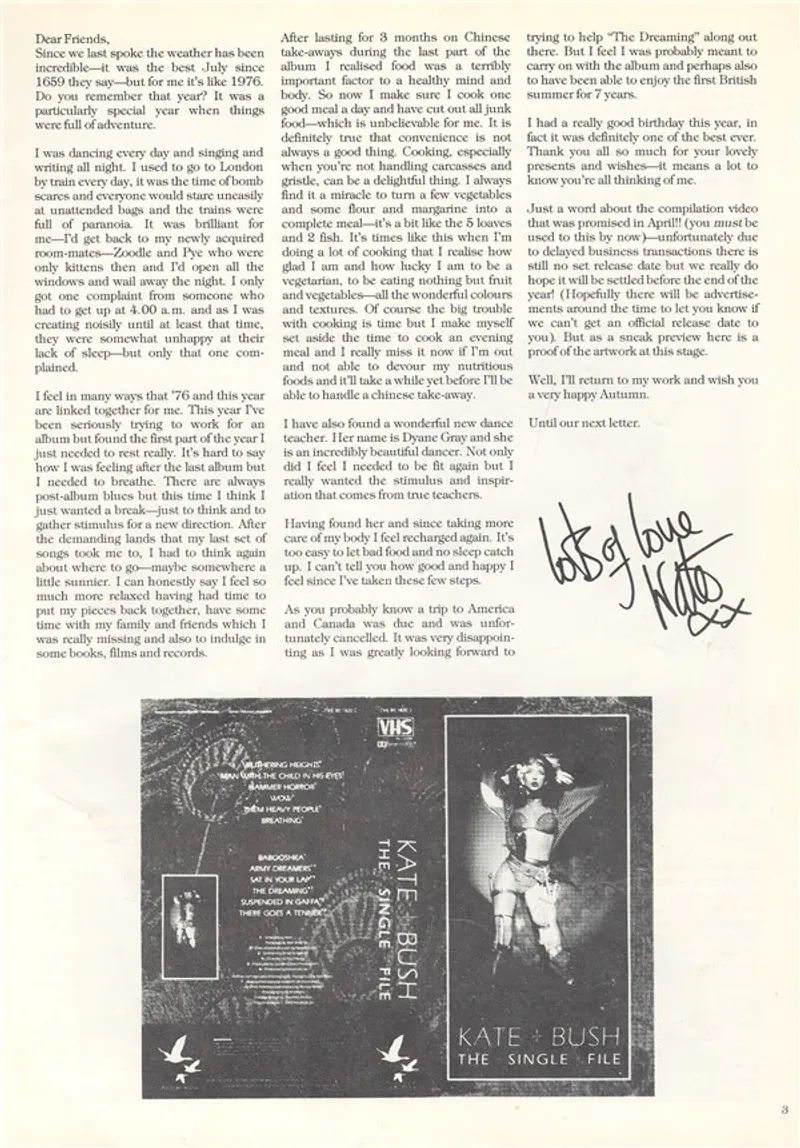 Dear Friends,
Since we last spoke the weather has been
incredible—it was the best July since
1659 they say—but for me it's like 1976.
Do you remember that year? It was a
particularly special year when things
were full of adventure.
I was dancing every day and singing and
writing all night. I used to go to London
by train every day, it was the time of bomb
scares and everyone would stare uneasily
at unattended bags and the trains were
full of paranoia. It was brilliant for
me—I'd get back to my newly acquired
room-mates—Zoodle and Pye who were
only kittens then and I'd open all the
windows and wail away the night. I only
got one complaint from someone who
had to get up at 4.00 a.m. and as I was
creating noisily until at least that time,
they were somewhat unhappy at their
lack of sleep—but only that one com-
plained.
I feel in many ways that '76 and this year
are linked together for me. This year I've
been seriously trying to work for an
album but found the first part of the year I
just needed to rest really. It's hard to say
how I was feeling after the last album but
I needed to breathe. There are always
post-album blues but this time I think I
just wanted a break—just to think and to
gather stimulus for a new direction. After
the demanding lands that my last set of
songs took me to, I had to think again
about where to go—maybe somewhere a
little sunnier. I can honestly say I feel so
much more relaxed having had time to
put my pieces back together, have some
time with my family and friends which I
was really missing and also to indulge in
some books, films and records.
After lasting for 3 months on Chinese
take-aways during the last part of the
album I realised food was a terribly
important factor to a healthy mind and
body. So now I make sure I cook one
good meal a day and have cut out all junk
food—which is unbelievable for me. It is
definitely true that convenience is not
always a good thing. Cooking, especially
when you're not handling carcasses and
gristle, can be a delightful thing. I always
find it a miracle to turn a few vegetables
and some flour and margarine into a
complete meal—it's a bit like the 5 loaves
and 2 fish. It's times like this when I'm
doing a lot of cooking that I realise how
glad I am and how lucky I am to be a
vegetarian, to be eating nothing but fruit
and vegetables—all the wonderful colours
and textures. Of course the big trouble
with cooking is time but I make myself
set aside the time to cook an evening
meal and I really miss it now if I'm out
and not able to devour my nutritious
foods and it'll take a while yet before I'll be
able to handle a chinese take-away.
I have also found a wonderful new dance
teacher. Her name is Dyane Gray and she
is an incredibly beautiful dancer. Not only
did I feel I needed to be fit again but I
really wanted the stimulus and inspir-
ation that comes from true teachers.
Having found her and since taking more
care of my body I feel recharged again. It's
too easy to let bad food and no sleep catch
up. I can't tell you how good and happy I
feel since I've taken these few steps.
As you probably know a trip to America
and Canada was due and was unfor-
tunately cancelled. It was very disappoin-
ting as I was greatly looking forward to
trying to help "The Dreaming" along out
there. But I feel I was probably meant to
carry on with the album and perhaps also
to have been able to enjoy the first British
summer for 7 years.
I had a really good birthday this year, in
fact it was definitely one of the best ever.
Thank you all so much for your lovely
presents and wishes—it means a lot to
know you're all thinking of me.
Just a word about the compilation video
that was promised in April!! (you must be
used to this by now)—unfortunately due
to delayed business transactions there is
still no set release date but we really do
hope it will be settled before the end of the
year! (Hopefully there will be advertise-
ments around the time to let you know if
we can't get an official release date to
you). But as a sneak preview here is a
proof of the artwork at this stage.
Well, I'll return to my work and wish you
a very happy Autumn.
Until our next letter.
lots of love
Kate
xx
VHS
WUTHERING HEIGHTS
MAN WITH THE CHILD IN HIS EYES
HAMMER HORROR
WOW
THEM HEAVY PEOPLE
BREATHING
BABOOSHKA
ARMY DREAMERS
SAT IN YOUR LAP
THE DREAMING
SUSPENDED IN GAFFA
THERE GOES A TENNER
KATE + BUSH
THE SINGLE FILE
KATE + BUSH
THE SINGLE FILE
3